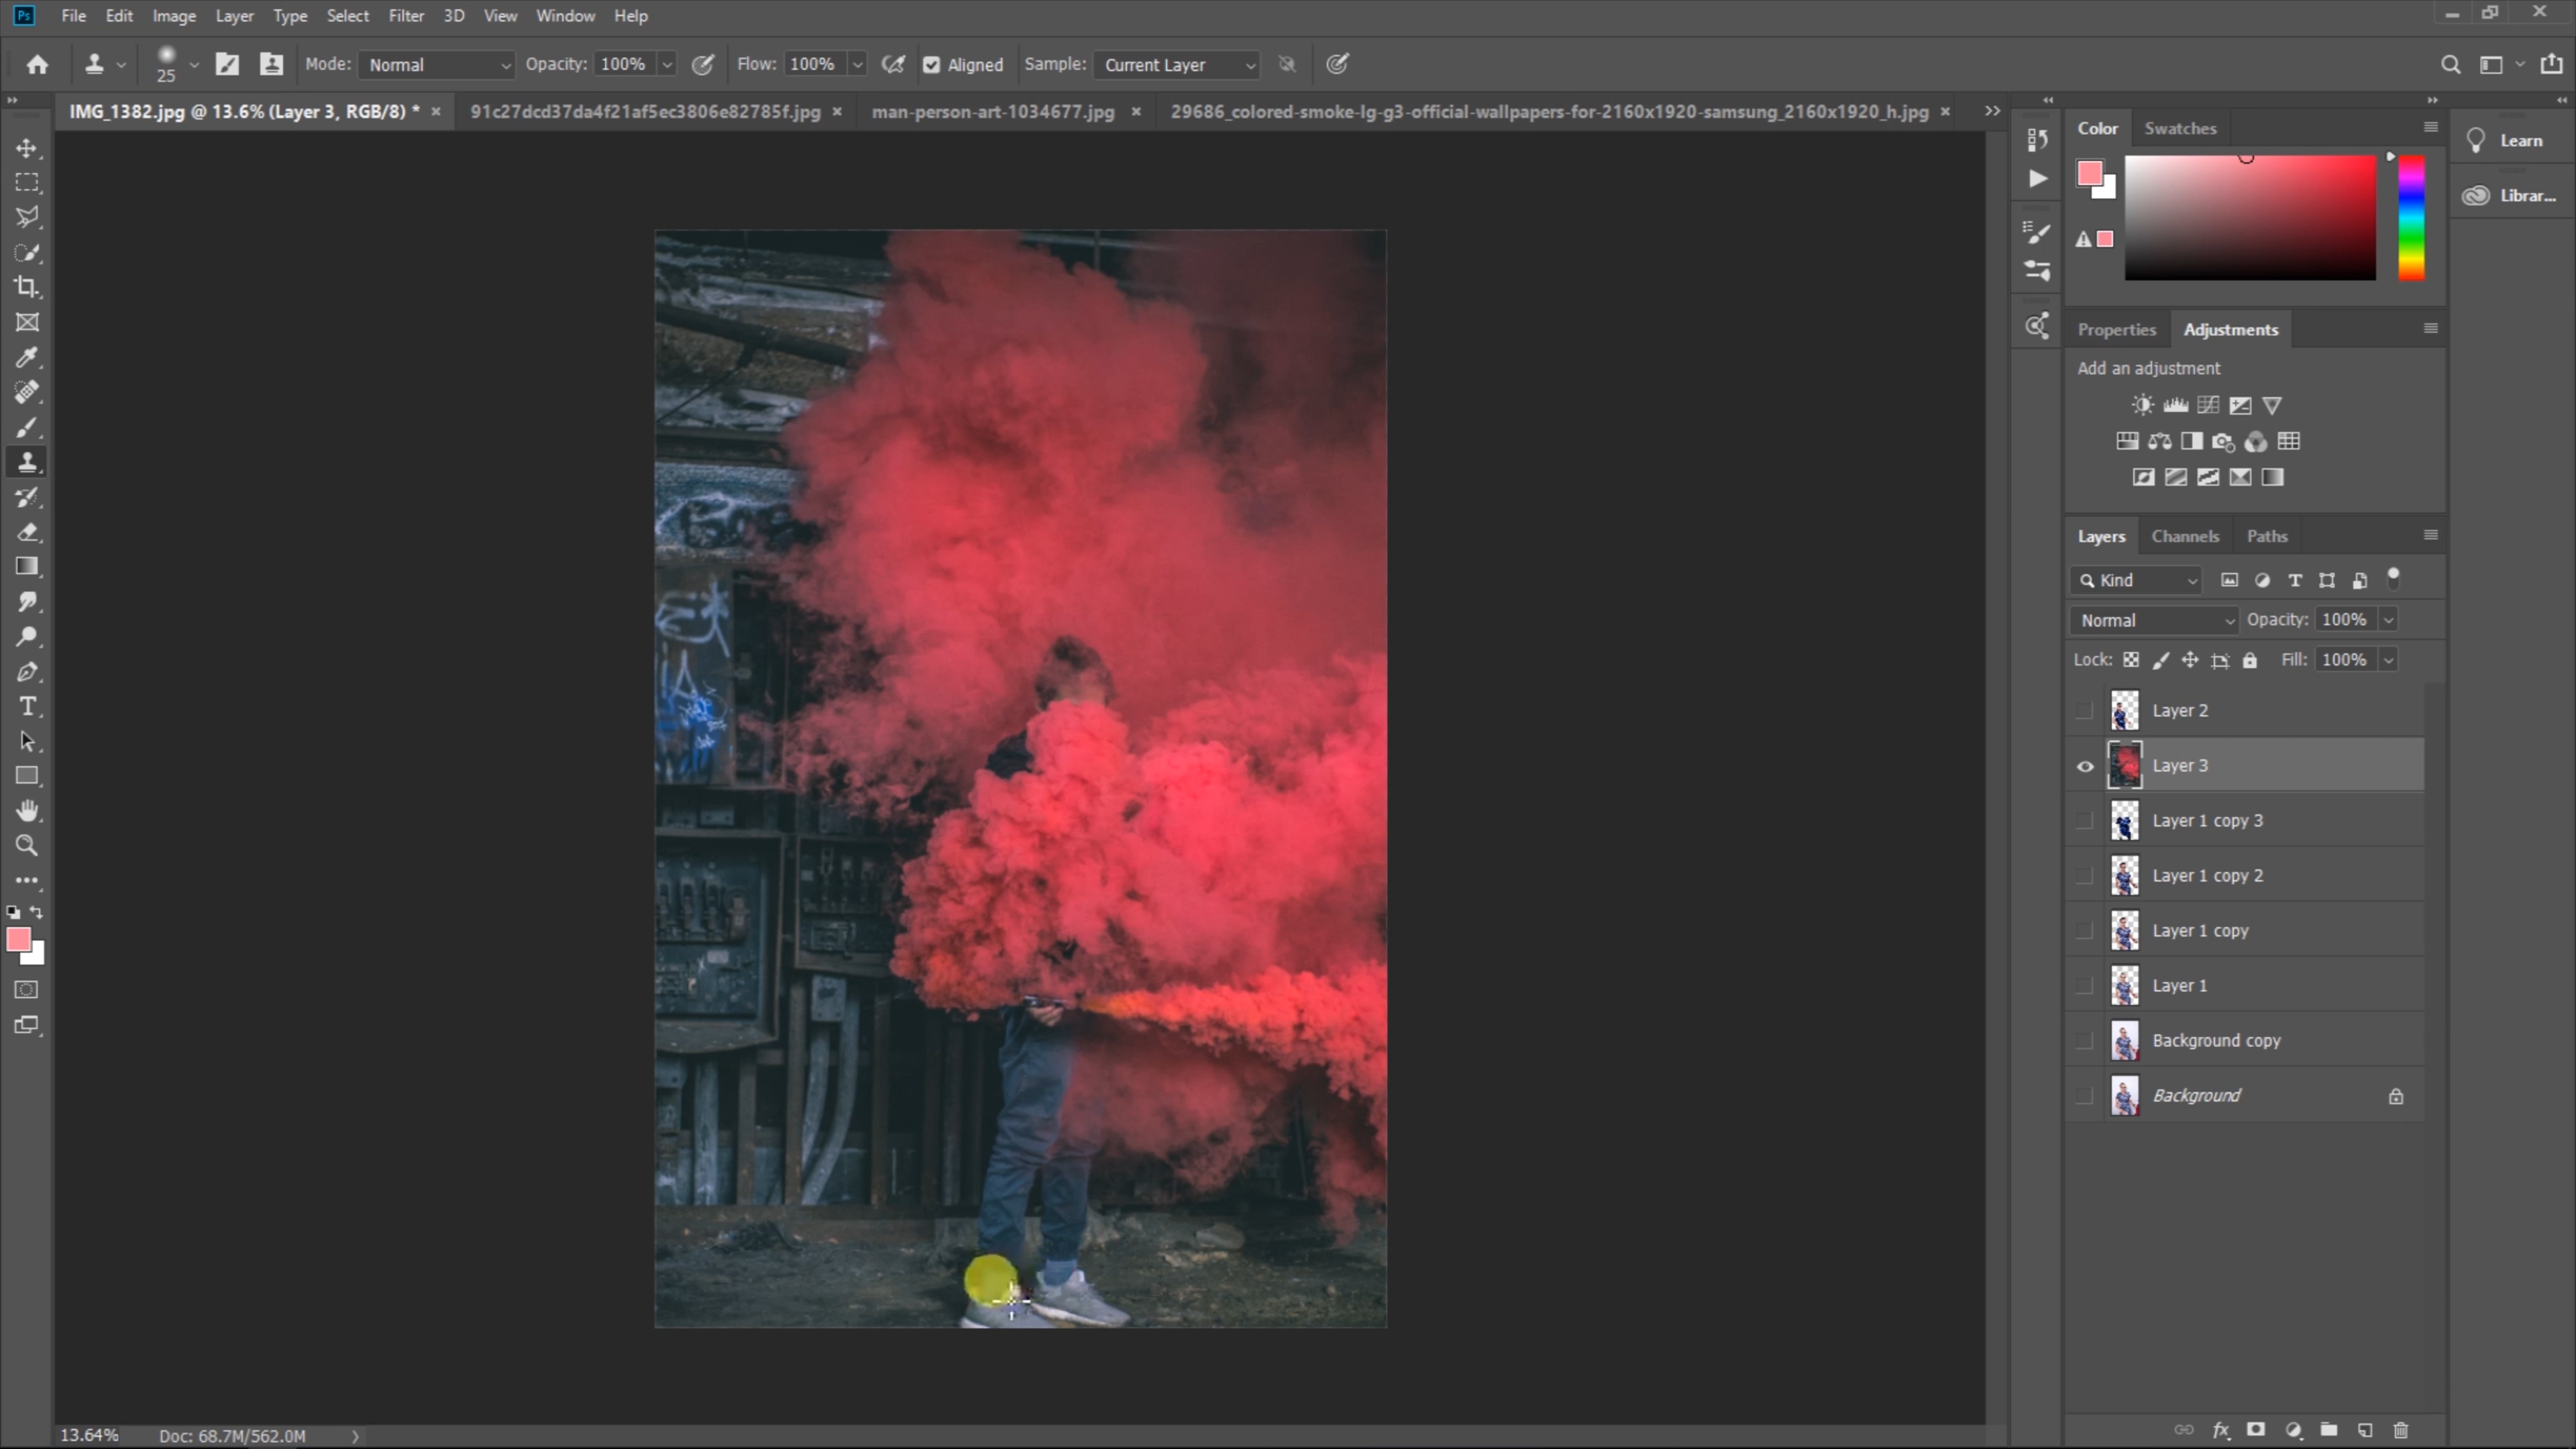 Ps File Edit Image Layer Type Select Filter 3D View Window Help
25 Mode: Normal Opacity: 100% Flow: 100% Aligned Sample: Current Layer
IMG_1382.jpg @ 13.6% (Layer 3, RGB/8) * × 91c27dcd37da4f21af5ec3806e82785f.jpg × man-person-art-1034677.jpg × 29686_colored-smoke-lg-g3-official-wallpapers-for-2160x1920-samsung_2160x1920_h.jpg ×
Color Swatches
Learn
Librar...
Properties Adjustments
Add an adjustment
Layers Channels Paths
Kind
Normal Opacity: 100%
Lock: Fill: 100%
Layer 2
Layer 3
Layer 1 copy 3
Layer 1 copy 2
Layer 1 copy
Layer 1
Background copy
Background
13.64% Doc: 68.7M/562.0M